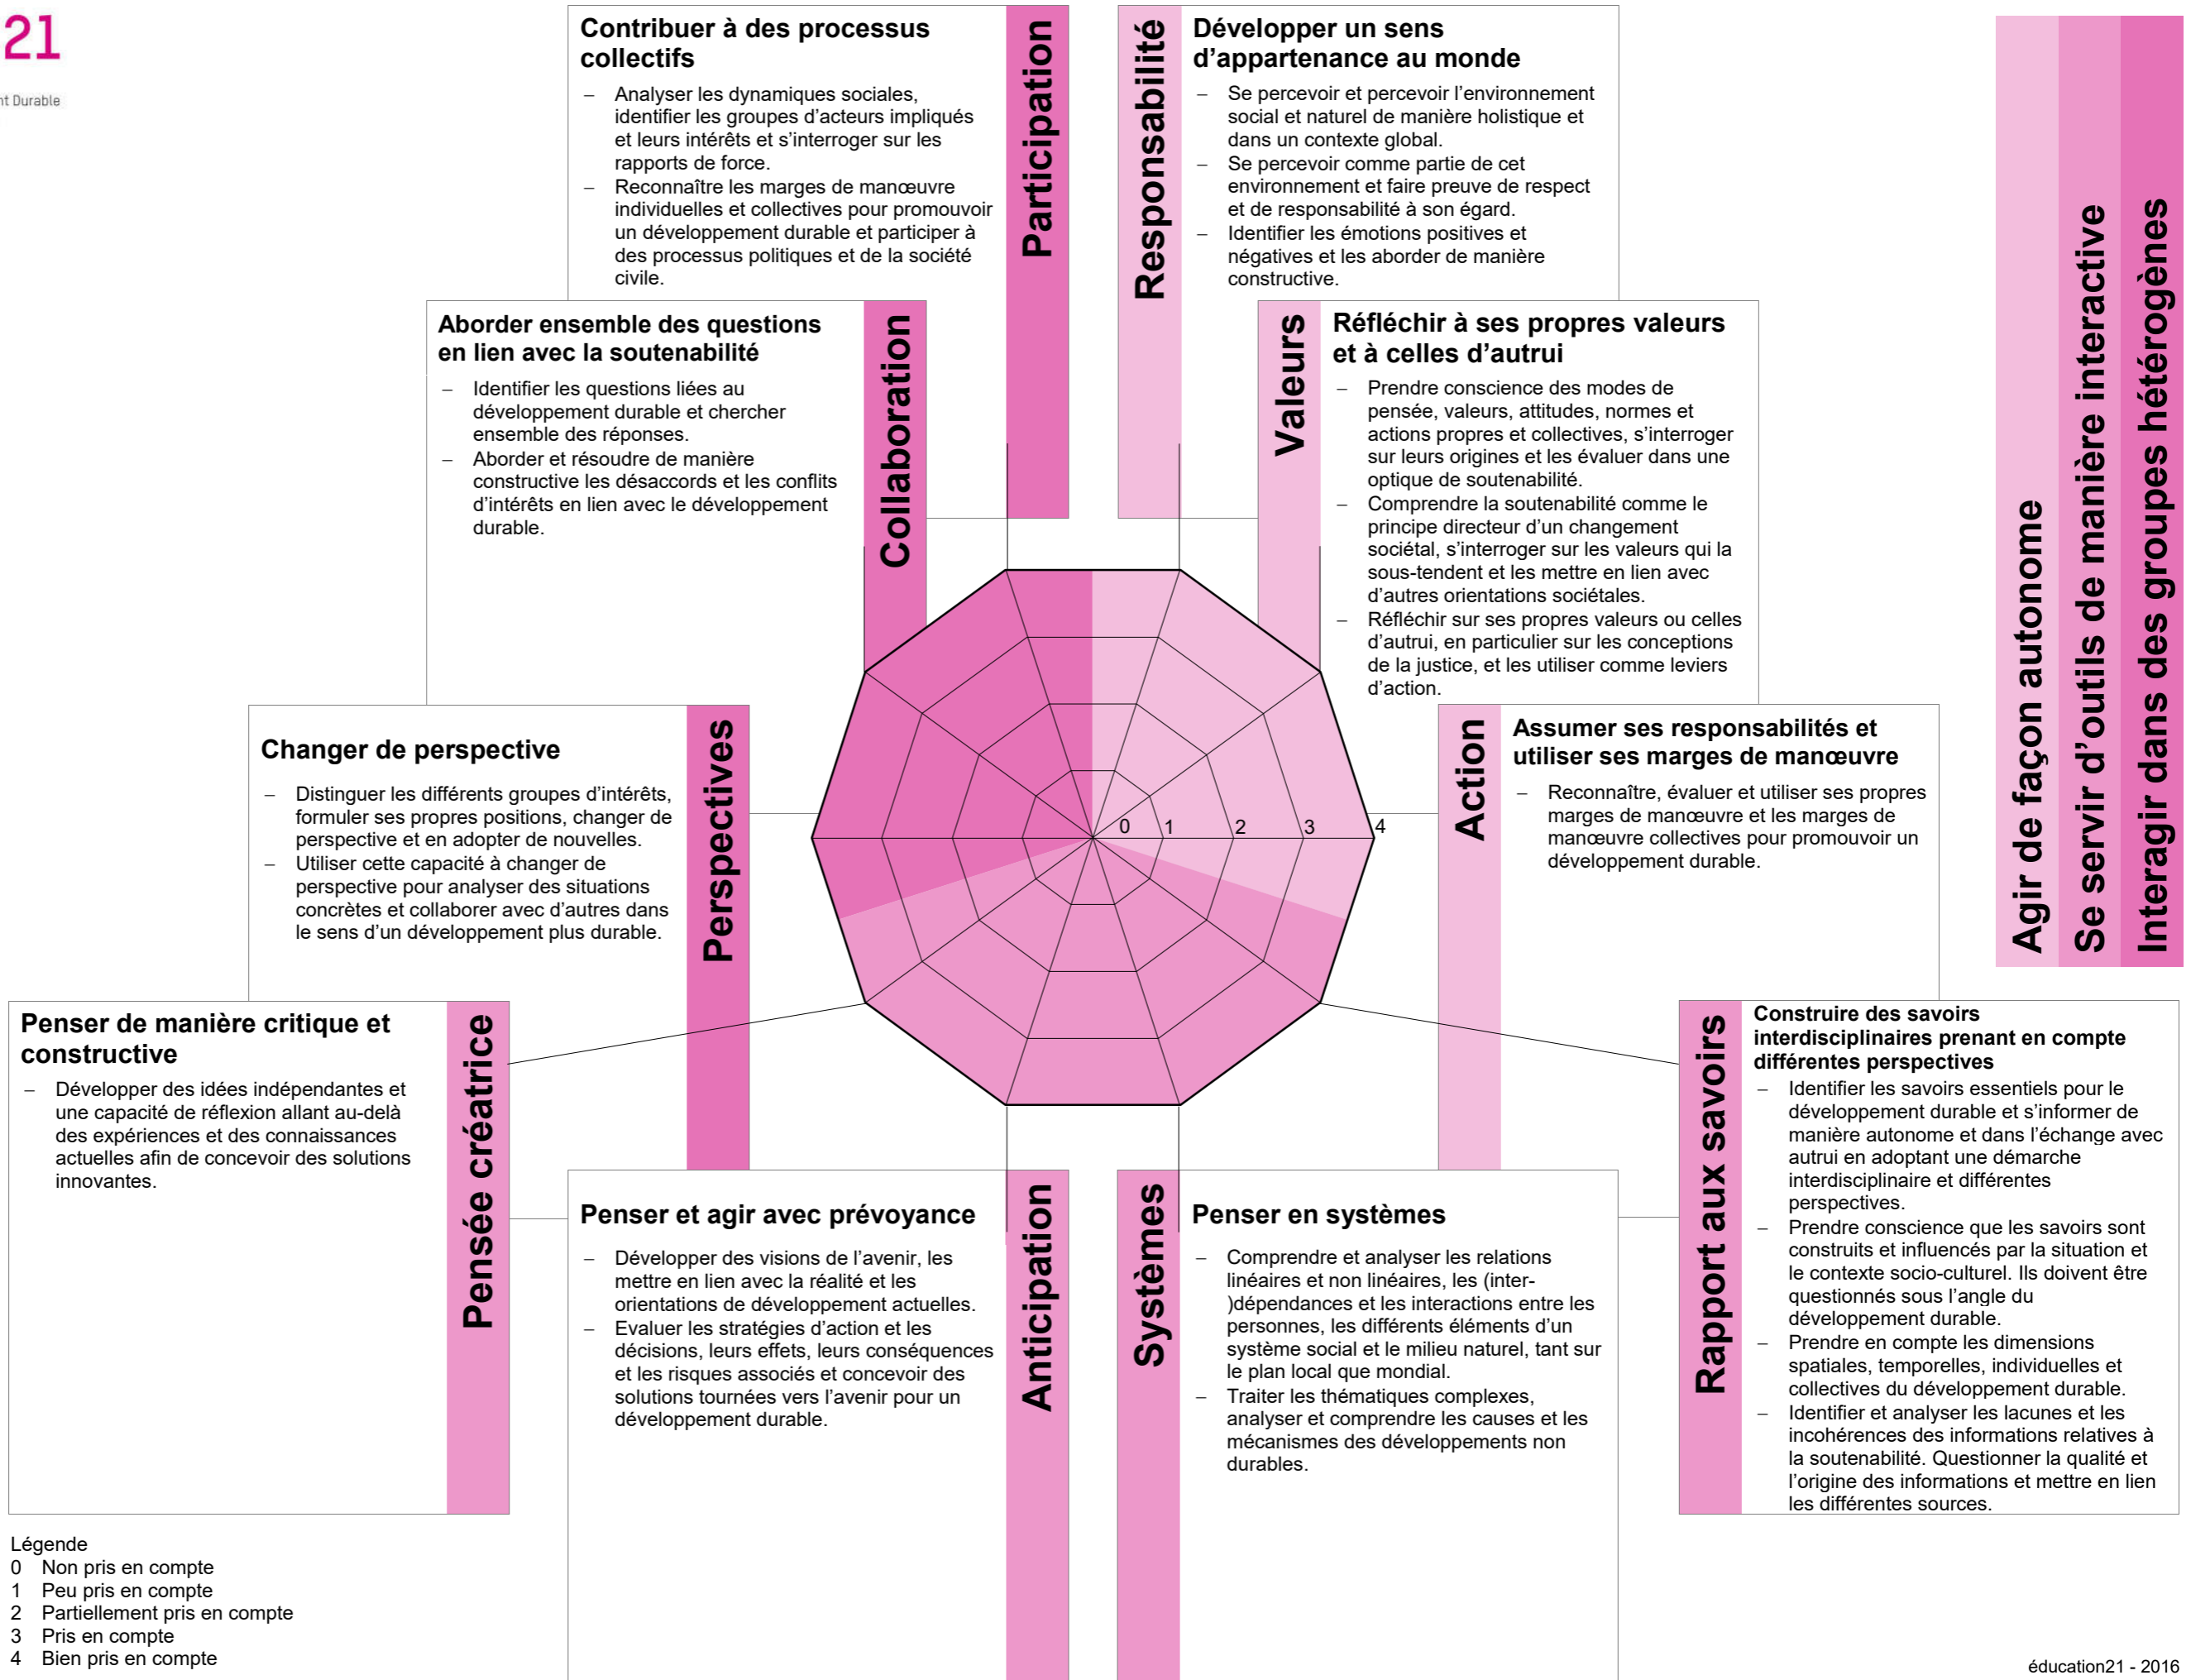 21
nt Durable
Contribuer à des processus
collectifs
– Analyser les dynamiques sociales,
identifier les groupes d'acteurs impliqués
et leurs intérêts et s'interroger sur les
rapports de force.
– Reconnaître les marges de manœuvre
individuelles et collectives pour promouvoir
un développement durable et participer à
des processus politiques et de la société
civile.
Participation
Responsabilité
Développer un sens
d'appartenance au monde
– Se percevoir et percevoir l'environnement
social et naturel de manière holistique et
dans un contexte global.
– Se percevoir comme partie de cet
environnement et faire preuve de respect
et de responsabilité à son égard.
– Identifier les émotions positives et
négatives et les aborder de manière
constructive.
Aborder ensemble des questions
en lien avec la soutenabilité
– Identifier les questions liées au
développement durable et chercher
ensemble des réponses.
– Aborder et résoudre de manière
constructive les désaccords et les conflits
d'intérêts en lien avec le développement
durable.
Collaboration
Valeurs
Réfléchir à ses propres valeurs
et à celles d'autrui
– Prendre conscience des modes de
pensée, valeurs, attitudes, normes et
actions propres et collectives, s'interroger
sur leurs origines et les évaluer dans une
optique de soutenabilité.
– Comprendre la soutenabilité comme le
principe directeur d'un changement
sociétal, s'interroger sur les valeurs qui la
sous-tendent et les mettre en lien avec
d'autres orientations sociétales.
– Réfléchir sur ses propres valeurs ou celles
d'autrui, en particulier sur les conceptions
de la justice, et les utiliser comme leviers
d'action.
Agir de façon autonome
Se servir d'outils de manière interactive
Interagir dans des groupes hétérogènes
Changer de perspective
– Distinguer les différents groupes d'intérêts,
formuler ses propres positions, changer de
perspective et en adopter de nouvelles.
– Utiliser cette capacité à changer de
perspective pour analyser des situations
concrètes et collaborer avec d'autres dans
le sens d'un développement plus durable.
Perspectives
0 1 2 3 4
Action
Assumer ses responsabilités et
utiliser ses marges de manœuvre
– Reconnaître, évaluer et utiliser ses propres
marges de manœuvre et les marges de
manœuvre collectives pour promouvoir un
développement durable.
Penser de manière critique et
constructive
– Développer des idées indépendantes et
une capacité de réflexion allant au-delà
des expériences et des connaissances
actuelles afin de concevoir des solutions
innovantes.
Pensée créatrice
Penser et agir avec prévoyance
– Développer des visions de l'avenir, les
mettre en lien avec la réalité et les
orientations de développement actuelles.
– Evaluer les stratégies d'action et les
décisions, leurs effets, leurs conséquences
et les risques associés et concevoir des
solutions tournées vers l'avenir pour un
développement durable.
Anticipation
Systèmes
Penser en systèmes
– Comprendre et analyser les relations
linéaires et non linéaires, les (inter-
)dépendances et les interactions entre les
personnes, les différents éléments d'un
système social et le milieu naturel, tant sur
le plan local que mondial.
– Traiter les thématiques complexes,
analyser et comprendre les causes et les
mécanismes des développements non
durables.
Rapport aux savoirs
Construire des savoirs
interdisciplinaires prenant en compte
différentes perspectives
– Identifier les savoirs essentiels pour le
développement durable et s'informer de
manière autonome et dans l'échange avec
autrui en adoptant une démarche
interdisciplinaire et différentes
perspectives.
– Prendre conscience que les savoirs sont
construits et influencés par la situation et
le contexte socio-culturel. Ils doivent être
questionnés sous l'angle du
développement durable.
– Prendre en compte les dimensions
spatiales, temporelles, individuelles et
collectives du développement durable.
– Identifier et analyser les lacunes et les
incohérences des informations relatives à
la soutenabilité. Questionner la qualité et
l'origine des informations et mettre en lien
les différentes sources.
Légende
0 Non pris en compte
1 Peu pris en compte
2 Partiellement pris en compte
3 Pris en compte
4 Bien pris en compte
éducation21 - 2016